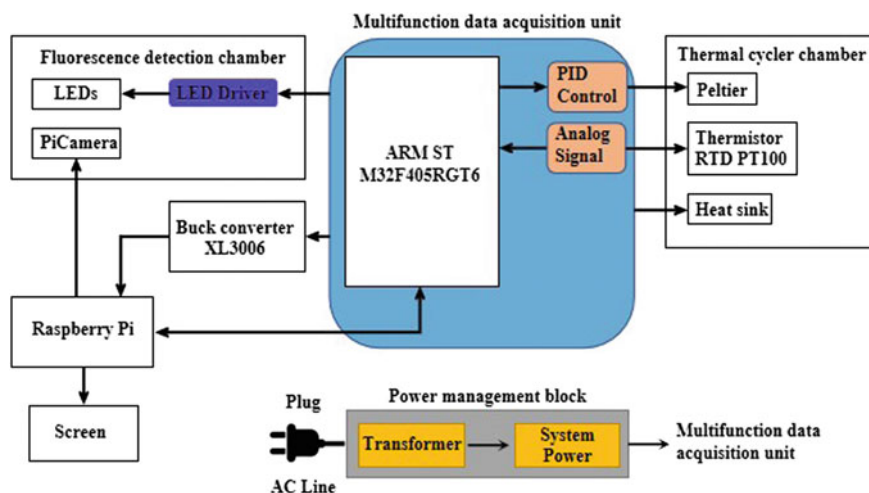 Multifunction data acquisition unit
Fluorescence detection chamber
LEDs
LED Driver
PiCamera
ARM ST
M32F405RGT6
PID
Control
Analog
Signal
Thermal cycler chamber
Peltier
Thermistor
RTD PT100
Heat sink
Buck converter
XL3006
Raspberry Pi
Screen
Power management block
Plug
Transformer
System
Power
AC Line
Multifunction data
acquisition unit